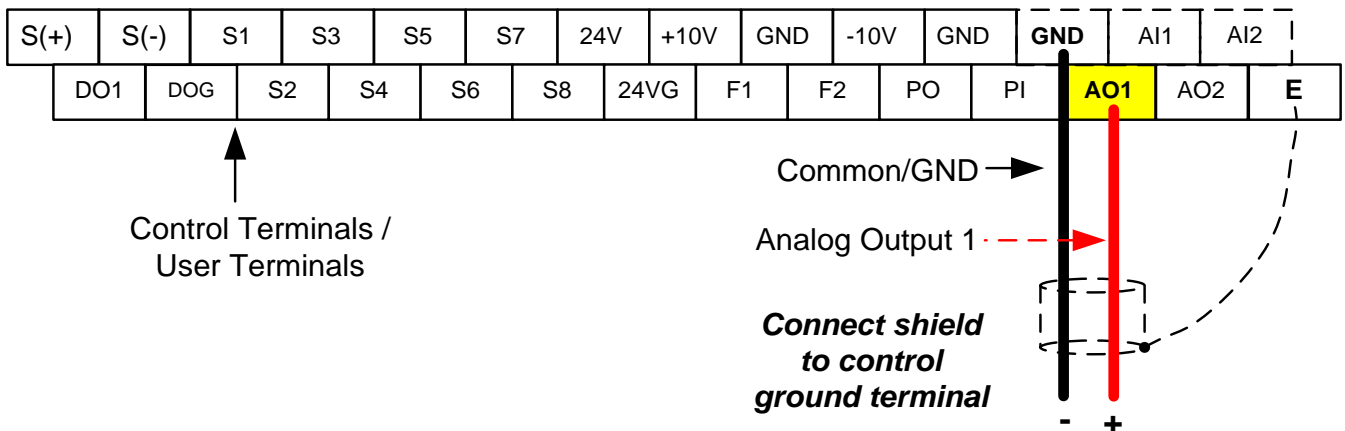 S(+) S(-) S1 S3 S5 S7 24V +10V GND -10V GND GND AI1 AI2
DO1 DOG S2 S4 S6 S8 24VG F1 F2 PO PI AO1 AO2 E
Common/GND
Control Terminals /
User Terminals
Analog Output 1
Connect shield
to control
ground terminal
- +